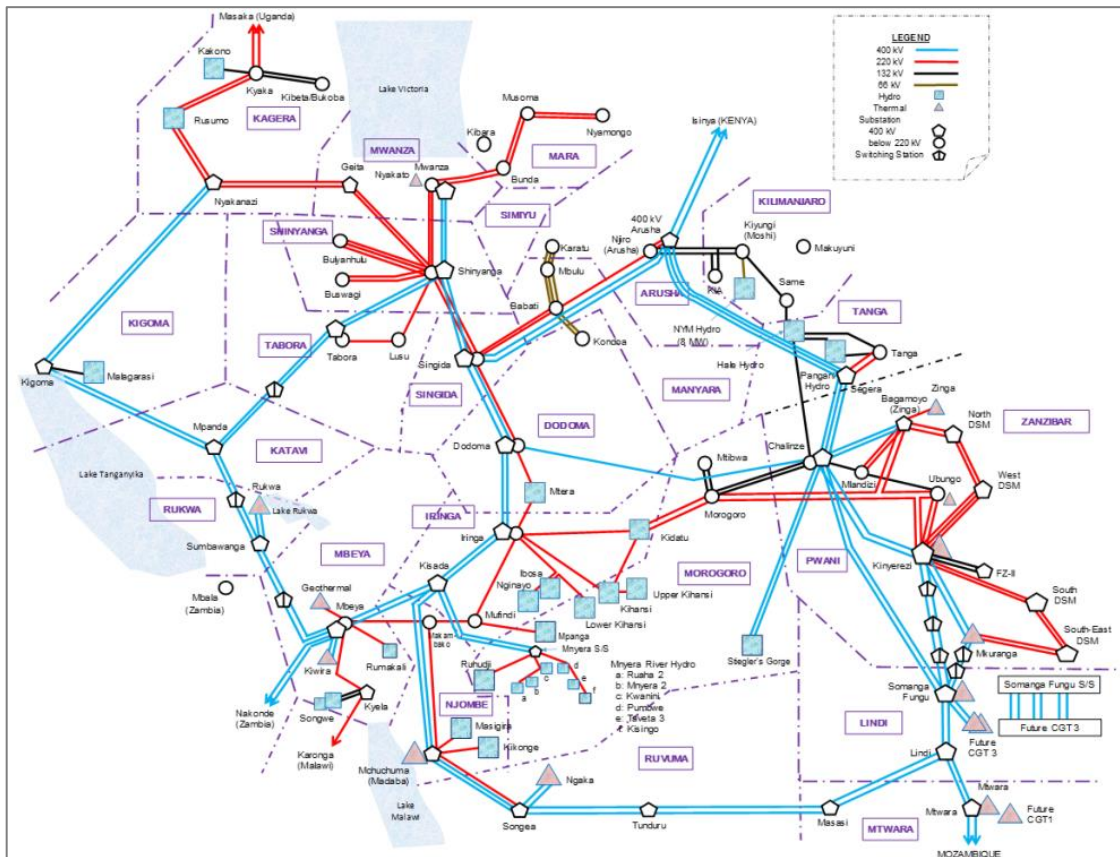 Masaka (Uganda)
Kakono
Kyaka
Kibeta/Bukoba
Rusumo
KAGERA
Lake Victoria
Musoma
Kibara
Nyamongo
MWANZA
Mwanza
Nyakato
MARA
Bunda
Geita
Nyakanazi
SIMIYU
SHINYANGA
Bulyanhulu
Shinyanga
Buswagi
KIGOMA
TABORA
Tabora
Lusu
Kigoma
Malagarasi
Isinya (KENYA)
LEGEND
400 kV
220 kV
132 kV
66 kV
Hydro
Thermal
Substation
400 kV
below 220 kV
Switching Station
KILIMANJARO
400 kV
Arusha
Njiro
(Arusha)
Kiyungi
(Moshi)
Makuyuni
Karatu
Mbulu
Babati
Kondoa
ARUSHA
KIA
Same
NYM Hydro
(8 MW)
TANGA
Hale Hydro
Tanga
Pangani
Hydro
Segera
Singida
SINGIDA
MANYARA
DODOMA
Dodoma
Bagamoyo
(Zinga)
Zinga
North
DSM
ZANZIBAR
Chalinze
Mtibwa
Mlandizi
Ubungo
West
DSM
Morogoro
Mpanda
KATAVI
Lake Tanganyika
RUKWA
Rukwa
Lake Rukwa
Sumbawanga
Mtera
IRINGA
Iringa
Kidatu
MBEYA
Kisada
Ibosa
Nginayo
Kihansi
Upper Kihansi
Lower Kihansi
MOROGORO
PWANI
Kinyerezi
FZ-II
South
DSM
South-East
DSM
Mkuranga
Mbala
(Zambia)
Geothermal
Mbeya
Mufindi
Makam-
bako
Mpanga
Mnyera S/S
Stiegler's Gorge
Kiwira
Rumakali
Ruhudji
a
b
c
d
e
f
Mnyera River Hydro
a: Ruaha 2
b: Mnyera 2
c: Kwanini
d: Pumbwe
e: Taveta 3
f: Kisingo
Nakonde
(Zambia)
Songwe
Kyela
Karonga
(Malawi)
NJOMBE
Masigira
Kikonge
Mchuchuma
(Madaba)
Lake
Malawi
Ngaka
RUVUMA
Songea
Tunduru
Masasi
Somanga
Fungu
Somanga Fungu S/S
Future CGT 3
LINDI
Future
CGT 3
Lindi
Mtwara
Mtwara
Future
CGT1
MTWARA
MOZAMBIQUE